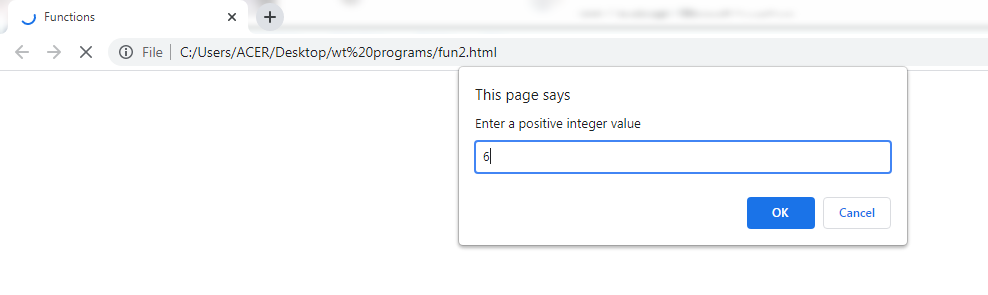 Functions
File C:/Users/ACER/Desktop/wt%20programs/fun2.html
This page says
Enter a positive integer value
6
OK Cancel